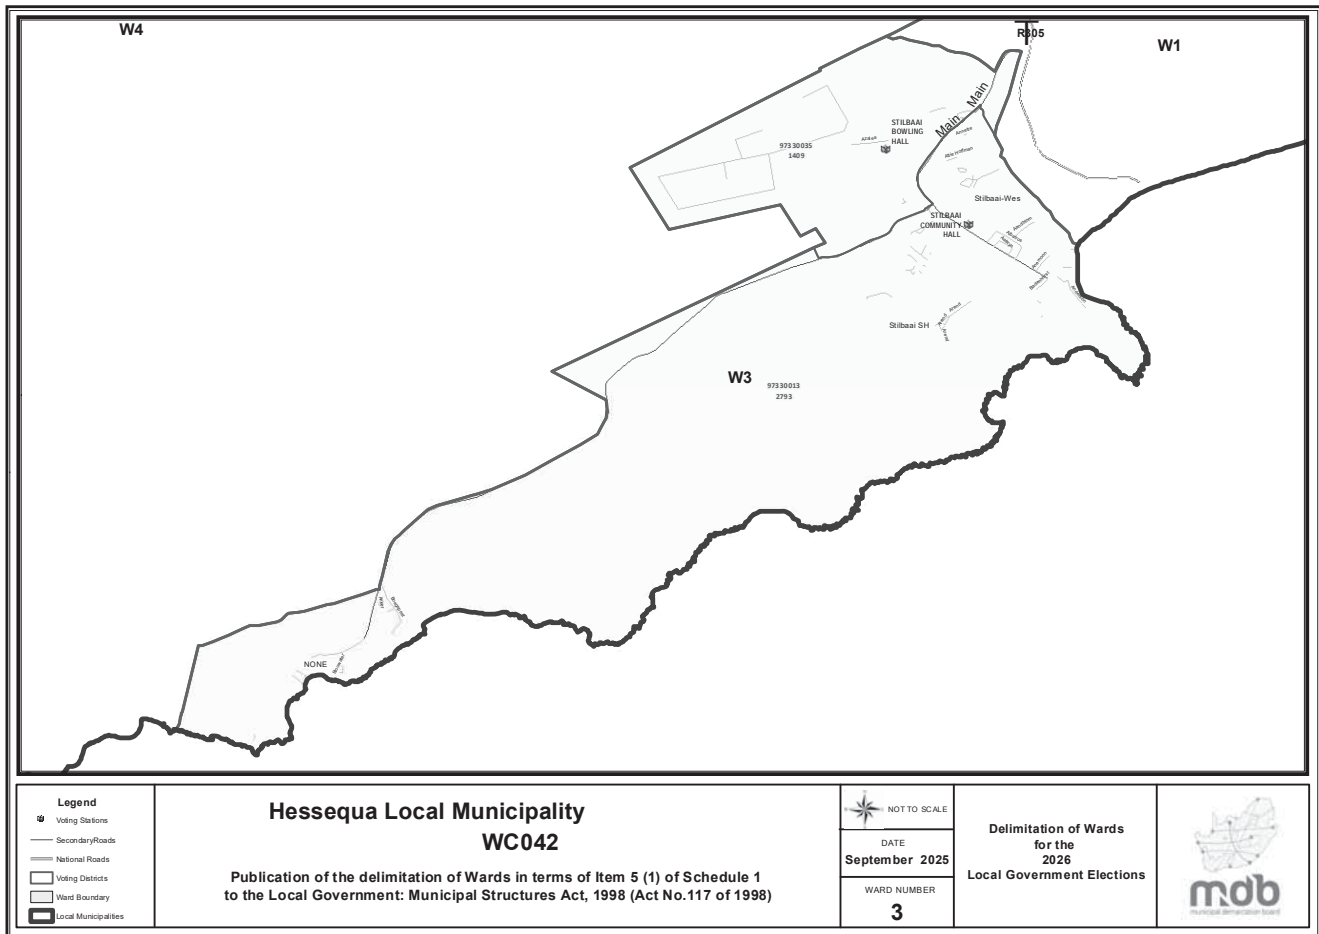 W4
R305
W1
Main
Main
STILBAAI
BOWLING
HALL
97330035
1409
Stilbaai-Wes
STILBAAI
COMMUNITY
HALL
Stilbaai SH
W3
97330013
2793
NONE
Legend
Voting Stations
SecondaryRoads
National Roads
Voting Districts
Ward Boundary
Local Municipalities
Hessequa Local Municipality
WC042
Publication of the delimitation of Wards in terms of Item 5 (1) of Schedule 1
to the Local Government: Municipal Structures Act, 1998 (Act No.117 of 1998)
NOT TO SCALE
DATE
September 2025
WARD NUMBER
3
Delimitation of Wards
for the
2026
Local Government Elections
mdb
municipal demarcation board